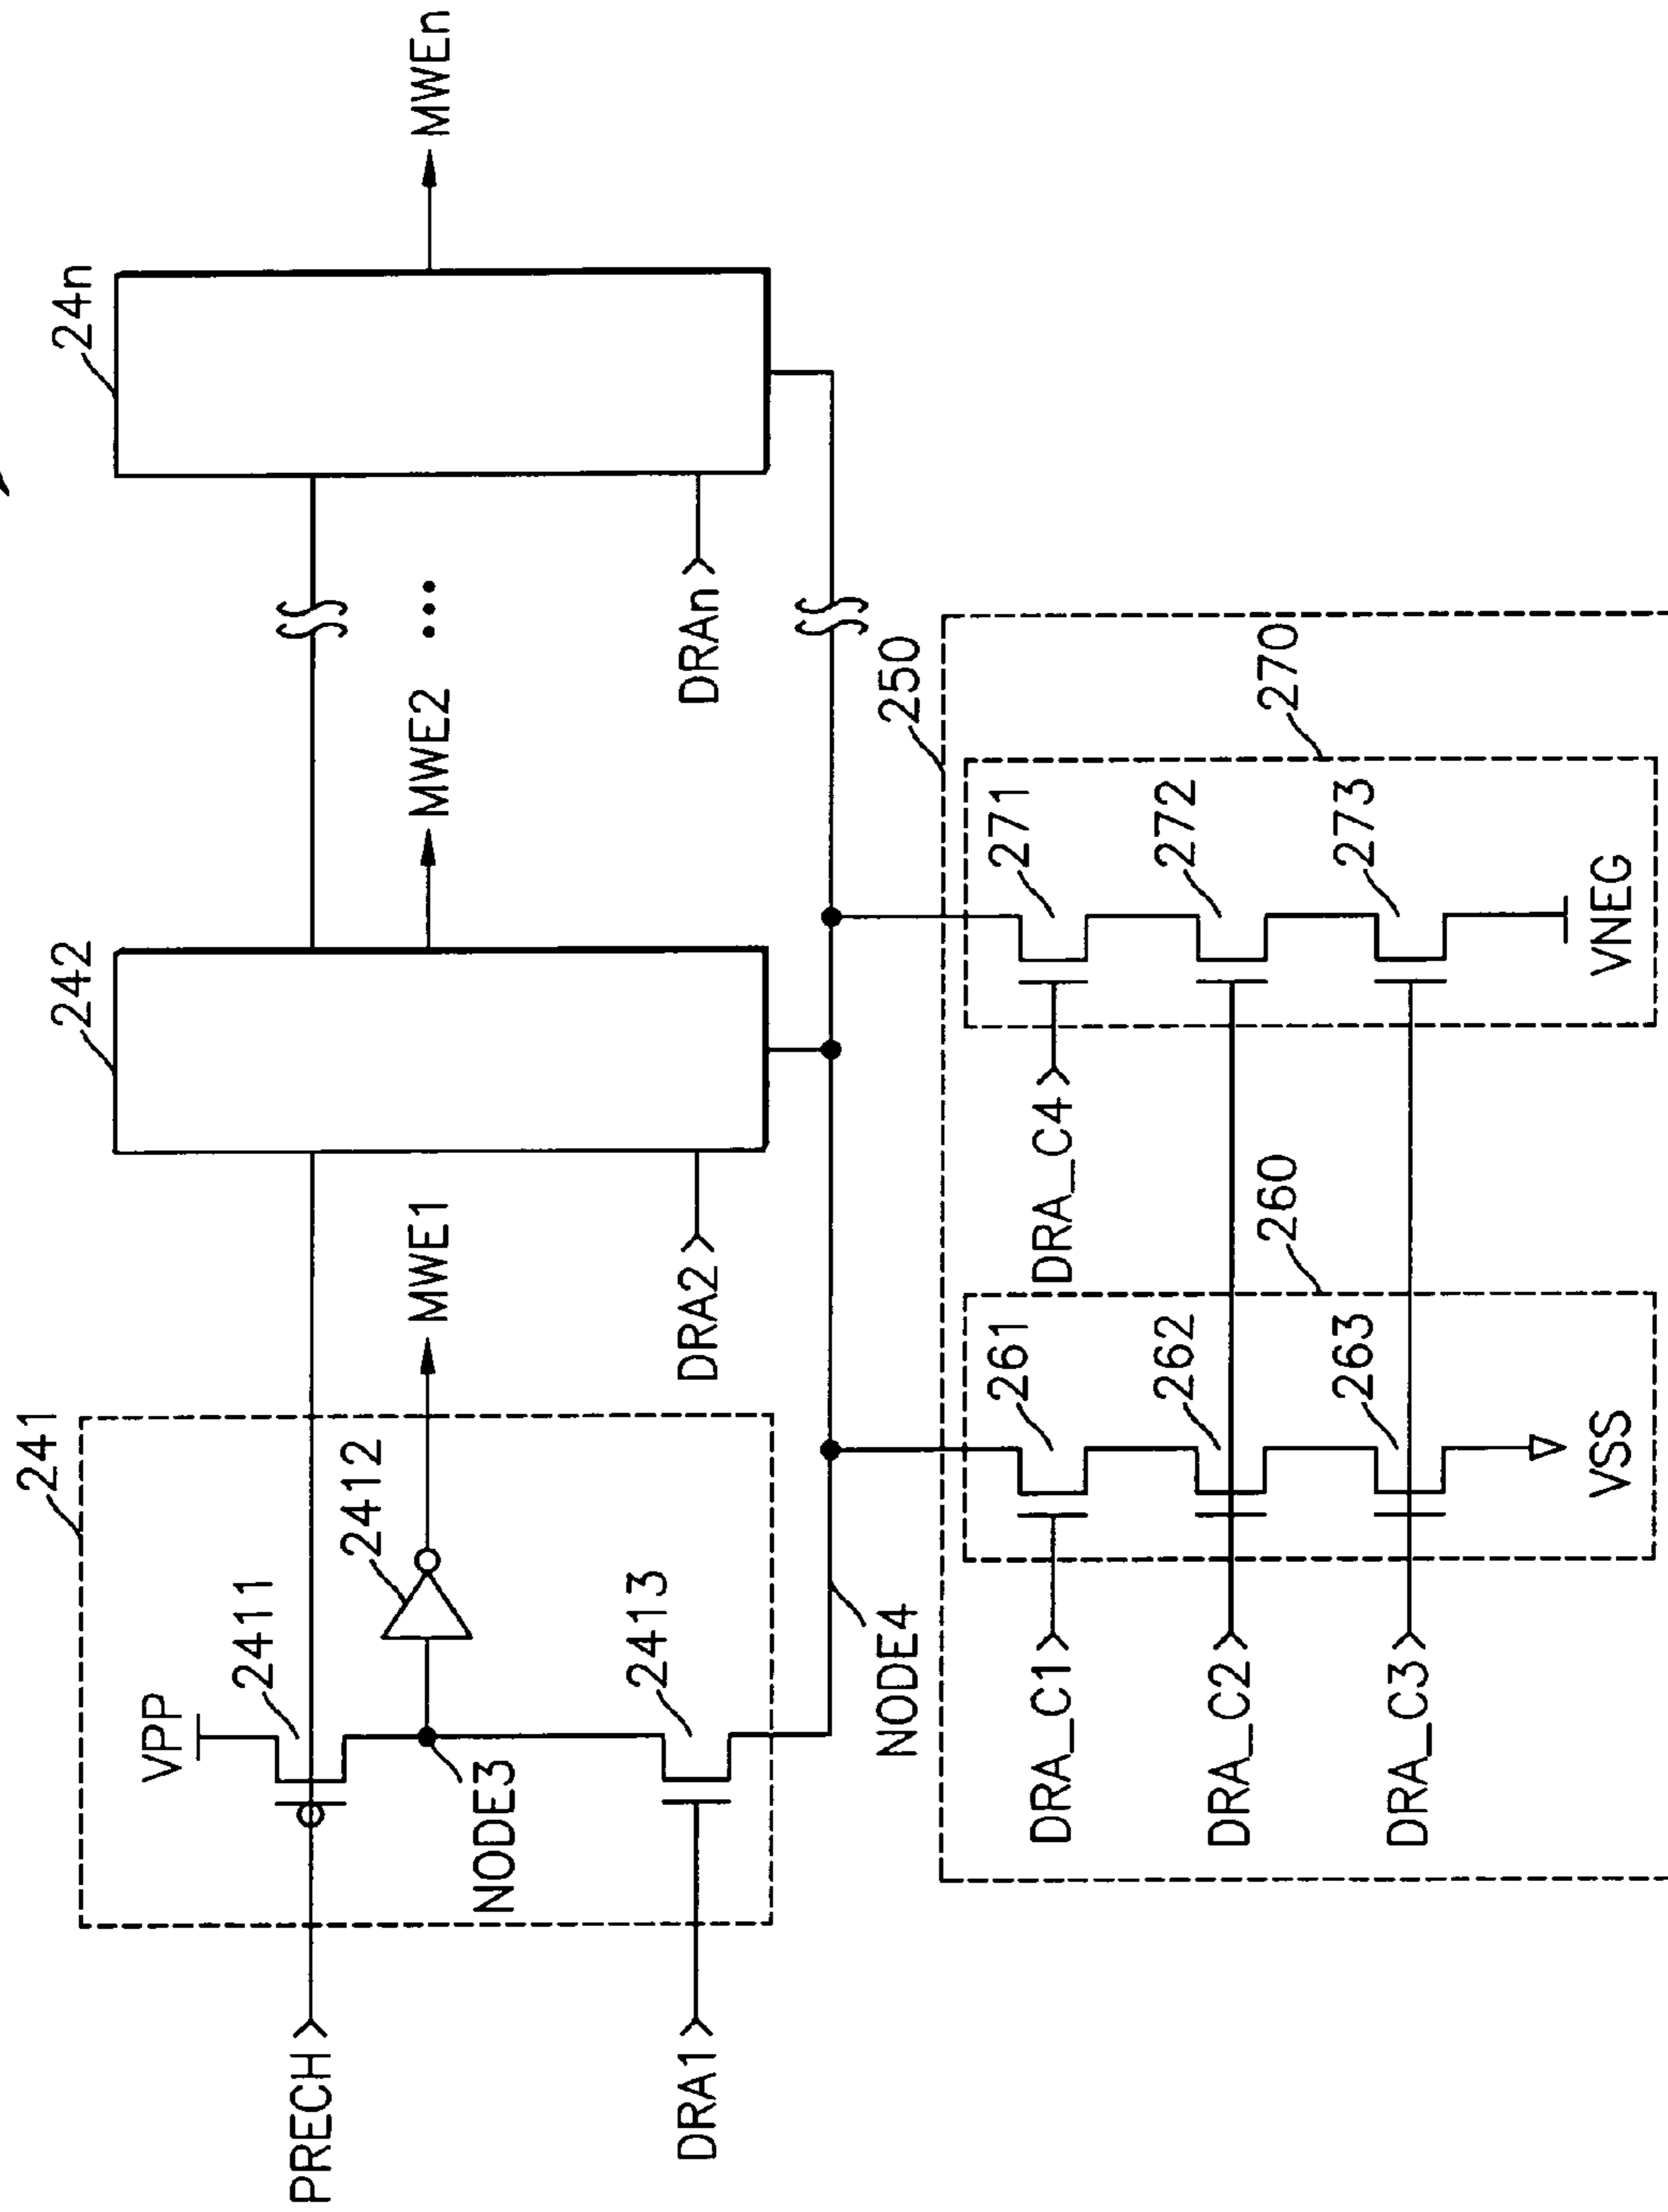 241
242
24n
VPP
2411
PRECH
2412
MWE1
MWE2
...
MWEn
NODE3
2413
DRA1
DRA2
DRAn
NODE4
250
261
271
DRA_C1
DRA_C4
262
272
DRA_C2
260
270
263
273
DRA_C3
VSS
VNEG